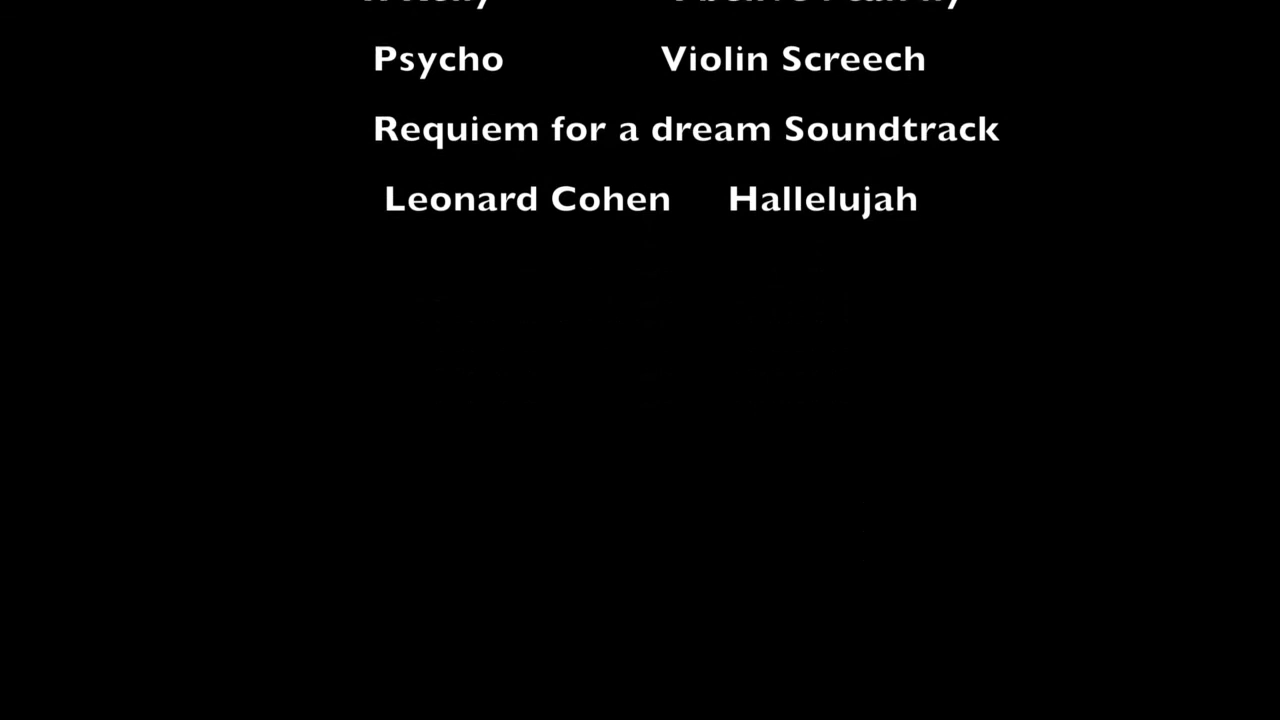 Psycho Violin Screech
Requiem for a dream Soundtrack
Leonard Cohen Hallelujah